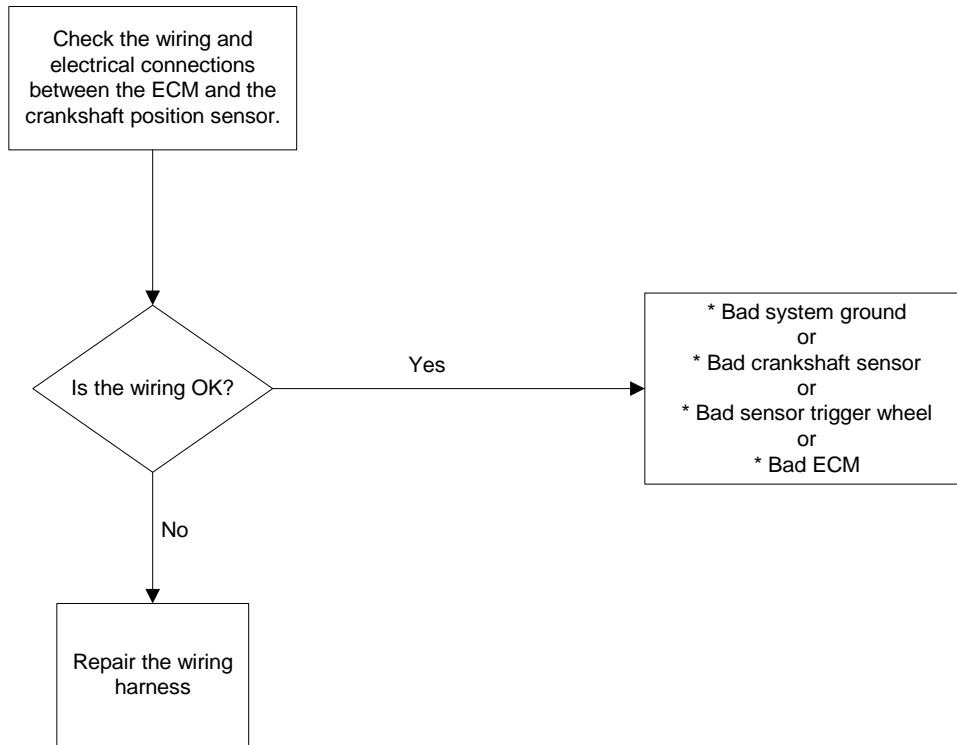 Check the wiring and
electrical connections
between the ECM and the
crankshaft position sensor.
Is the wiring OK?
Yes
* Bad system ground
or
* Bad crankshaft sensor
or
* Bad sensor trigger wheel
or
* Bad ECM
No
Repair the wiring
harness